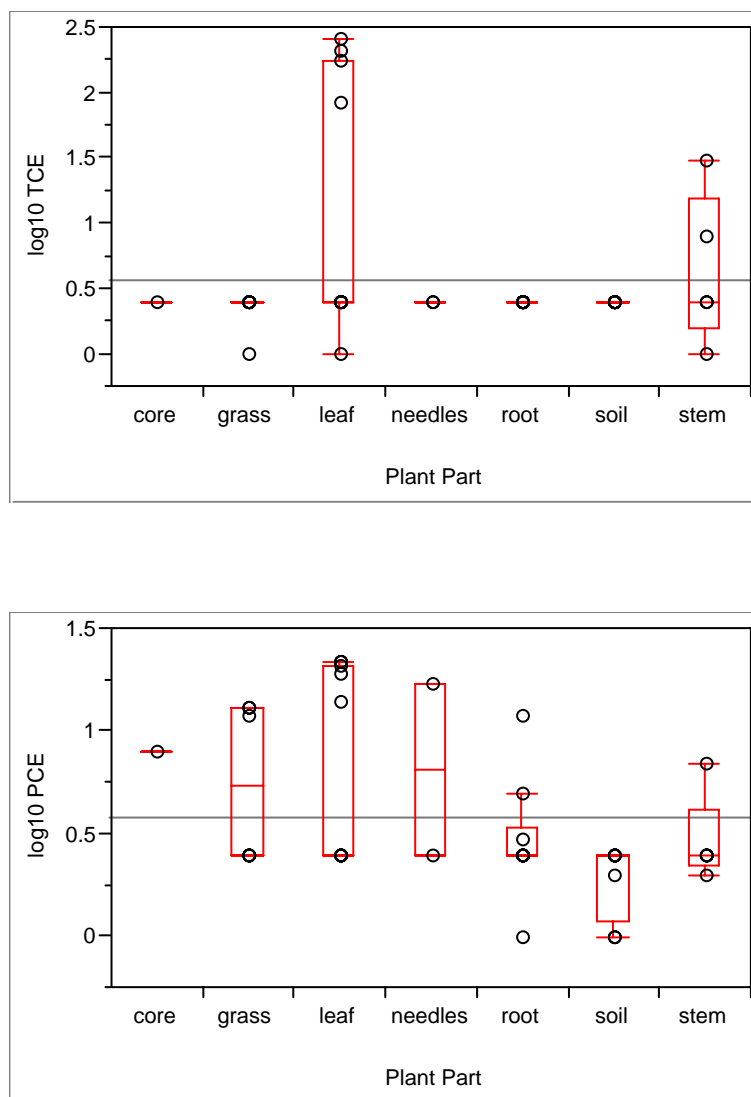 2.5
2
1.5
1
0.5
0
log10 TCE
core grass leaf needles root soil stem
Plant Part
1.5
1
0.5
0
log10 PCE
core grass leaf needles root soil stem
Plant Part